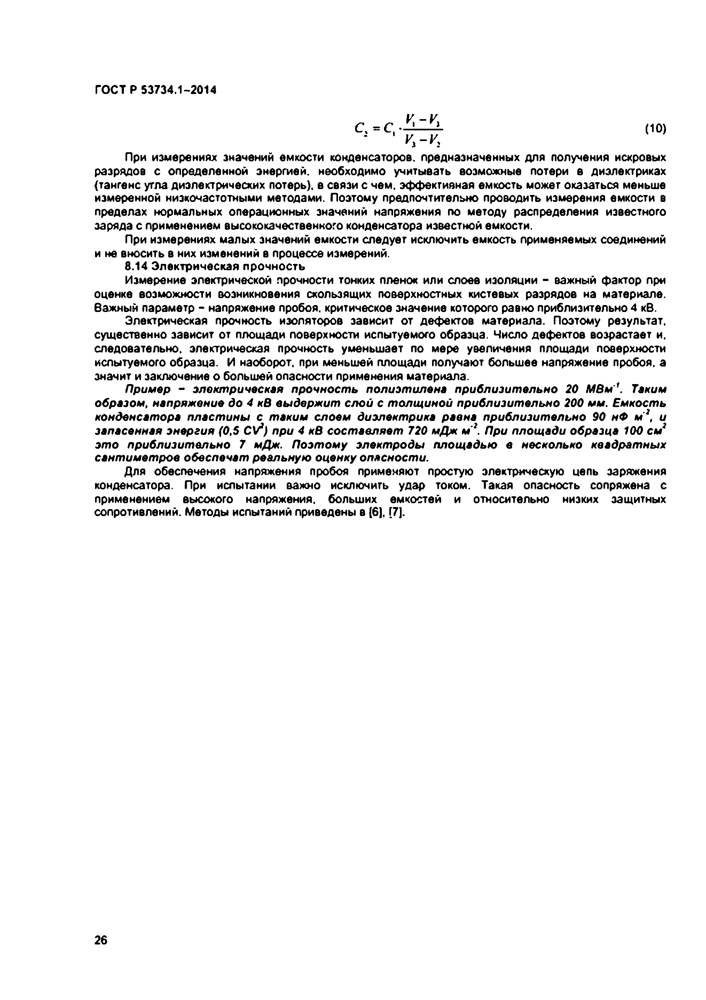 ГОСТ Р 53734.1–2014
C₂ = C₁ · (V₁ – V₃) / (V₃ – V₂) (10)
При измерениях значений емкости конденсаторов, предназначенных для получения искровых
разрядов с определенной энергией, необходимо учитывать возможные потери в диэлектриках
(тангенс угла диэлектрических потерь), в связи с чем, эффективная емкость может оказаться меньше
измеренной низкочастотными методами. Поэтому предпочтительно проводить измерения емкости в
пределах нормальных операционных значений напряжения по методу распределения известного
заряда с применением высококачественного конденсатора известной емкости.
При измерениях малых значений емкости следует исключить емкость применяемых соединений
и не вносить в них изменений в процессе измерений.
8.14 Электрическая прочность
Измерение электрической прочности тонких пленок или слоев изоляции – важный фактор при
оценке возможности возникновения скользящих поверхностных кистевых разрядов на материале.
Важный параметр – напряжение пробоя, критическое значение которого равно приблизительно 4 кВ.
Электрическая прочность изоляторов зависит от дефектов материала. Поэтому результат,
существенно зависит от площади поверхности испытуемого образца. Число дефектов возрастает и,
следовательно, электрическая прочность уменьшает по мере увеличения площади поверхности
испытуемого образца. И наоборот, при меньшей площади получают большее напряжение пробоя, а
значит и заключение о большей опасности применения материала.
Пример – электрическая прочность полиэтилена приблизительно 20 МВм⁻¹. Таким
образом, напряжение до 4 кВ выдержит слой с толщиной приблизительно 200 мм. Емкость
конденсатора пластины с таким слоем диэлектрика равна приблизительно 90 нФ м⁻², и
запасенная энергия (0,5 CV²) при 4 кВ составляет 720 мДж м⁻². При площади образца 100 см²
это приблизительно 7 мДж. Поэтому электроды площадью в несколько квадратных
сантиметров обеспечат реальную оценку опасности.
Для обеспечения напряжения пробоя применяют простую электрическую цепь заряжения
конденсатора. При испытании важно исключить удар током. Такая опасность сопряжена с
применением высокого напряжения, больших емкостей и относительно низких защитных
сопротивлений. Методы испытаний приведены в [6], [7].
26